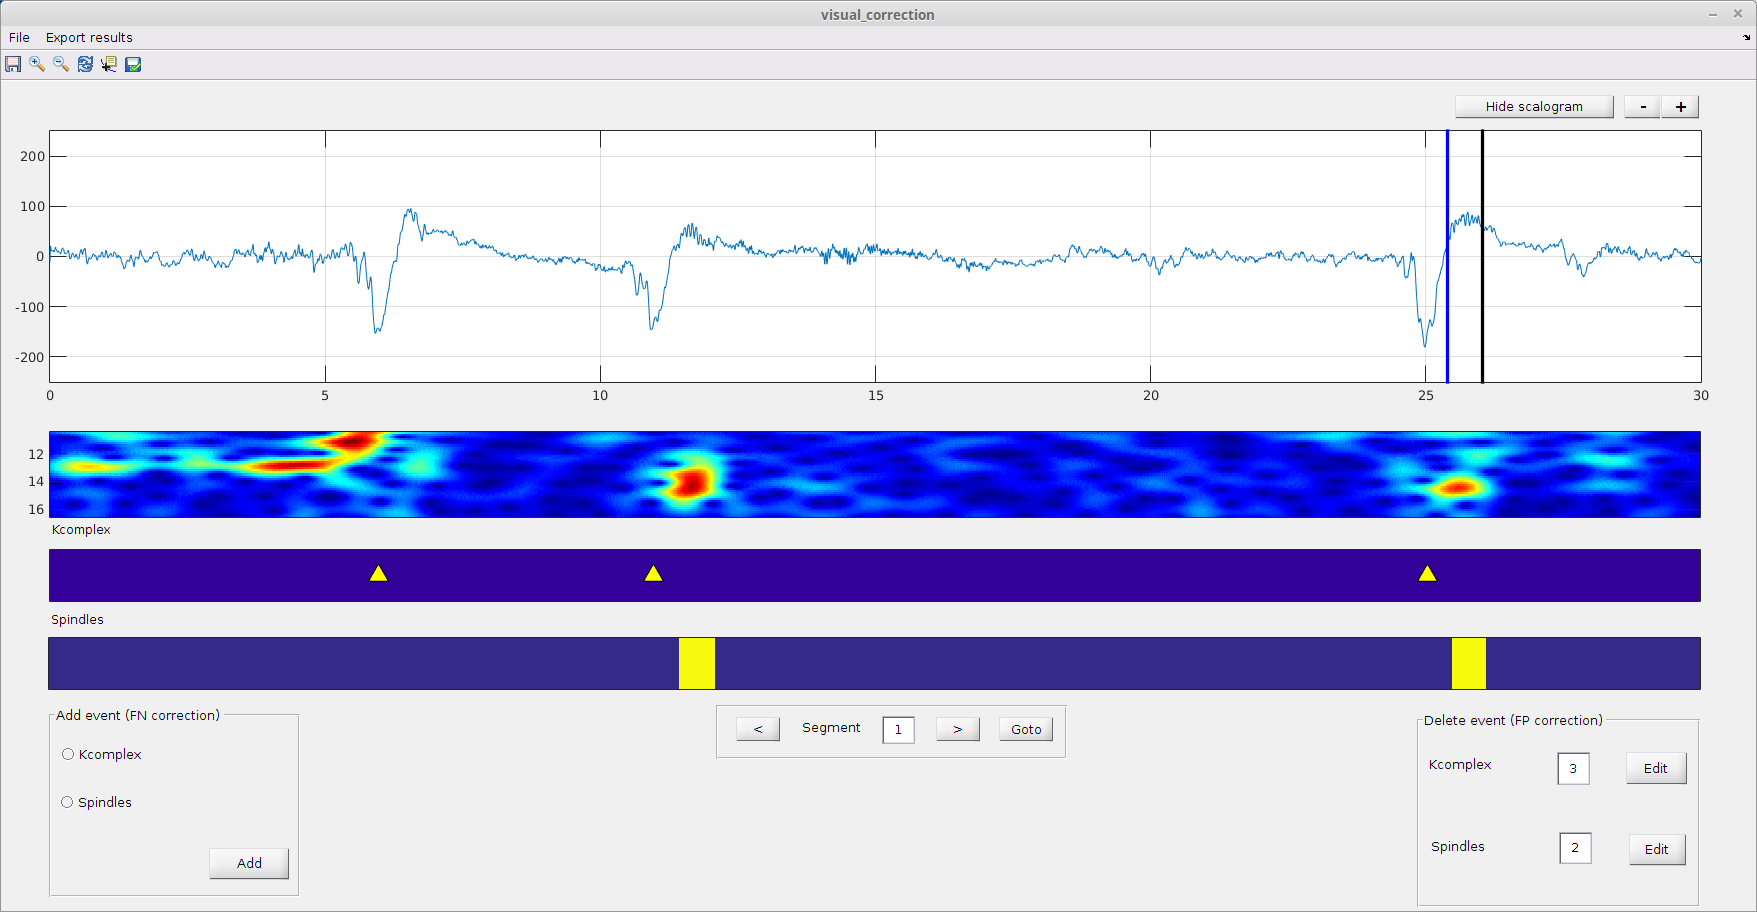 visual_correction
File Export results
Hide scalogram - +
200
100
0
-100
-200
0 5 10 15 20 25 30
12
14
16
Kcomplex
Spindles
Add event (FN correction)
Kcomplex
Spindles
Add
< Segment 1 > Goto
Delete event (FP correction)
Kcomplex 3 Edit
Spindles 2 Edit